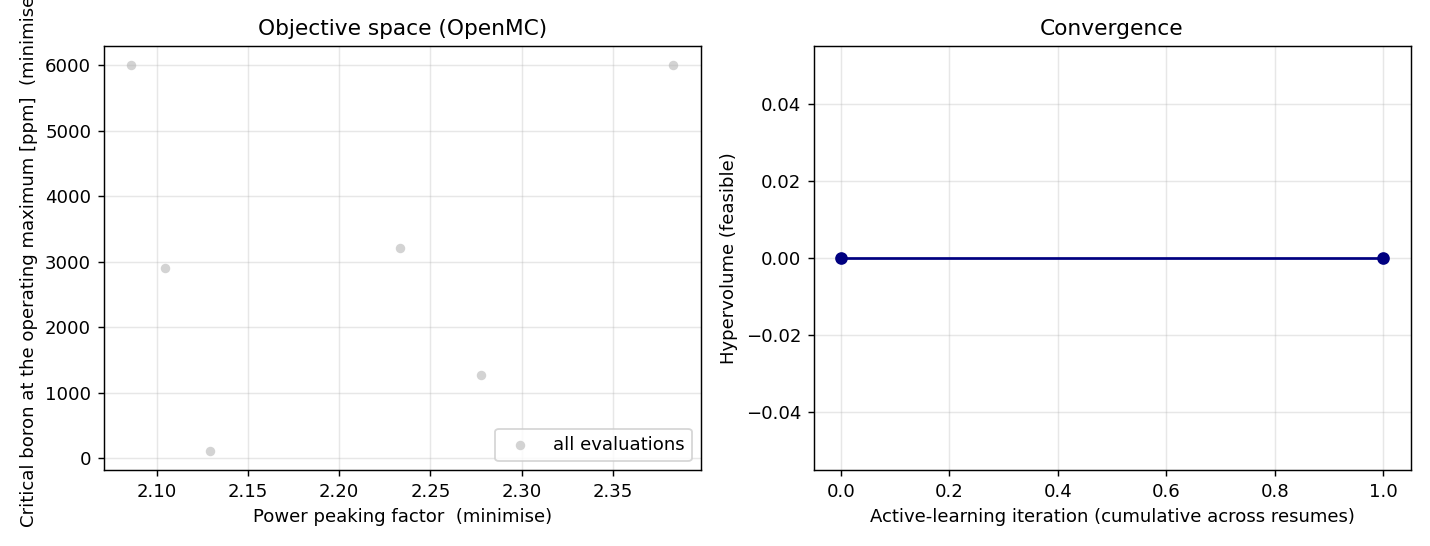 Objective space (OpenMC)
Critical boron at the operating maximum [ppm]  (minimise
6000
5000
4000
3000
2000
1000
0
all evaluations
2.10 2.15 2.20 2.25 2.30 2.35
Power peaking factor  (minimise)
Convergence
Hypervolume (feasible)
0.04
0.02
0.00
−0.02
−0.04
0.0 0.2 0.4 0.6 0.8 1.0
Active-learning iteration (cumulative across resumes)